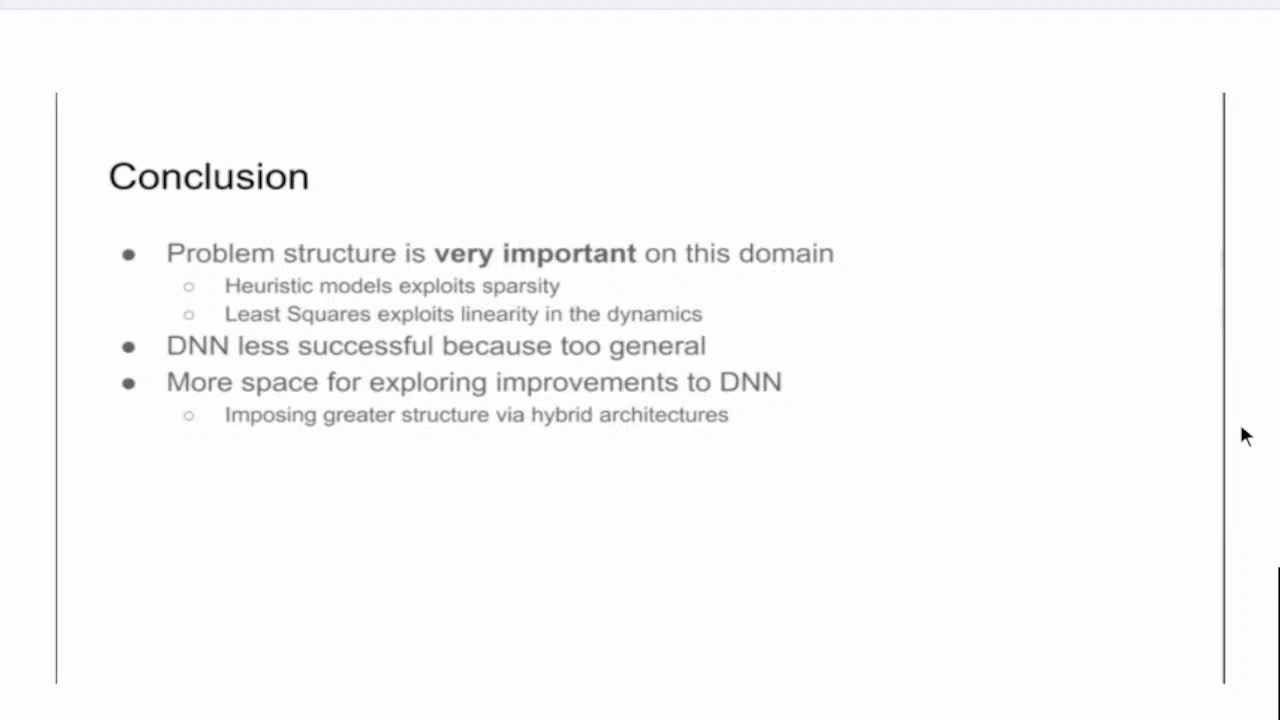 Conclusion
● Problem structure is very important on this domain
○ Heuristic models exploits sparsity
○ Least Squares exploits linearity in the dynamics
● DNN less successful because too general
● More space for exploring improvements to DNN
○ Imposing greater structure via hybrid architectures